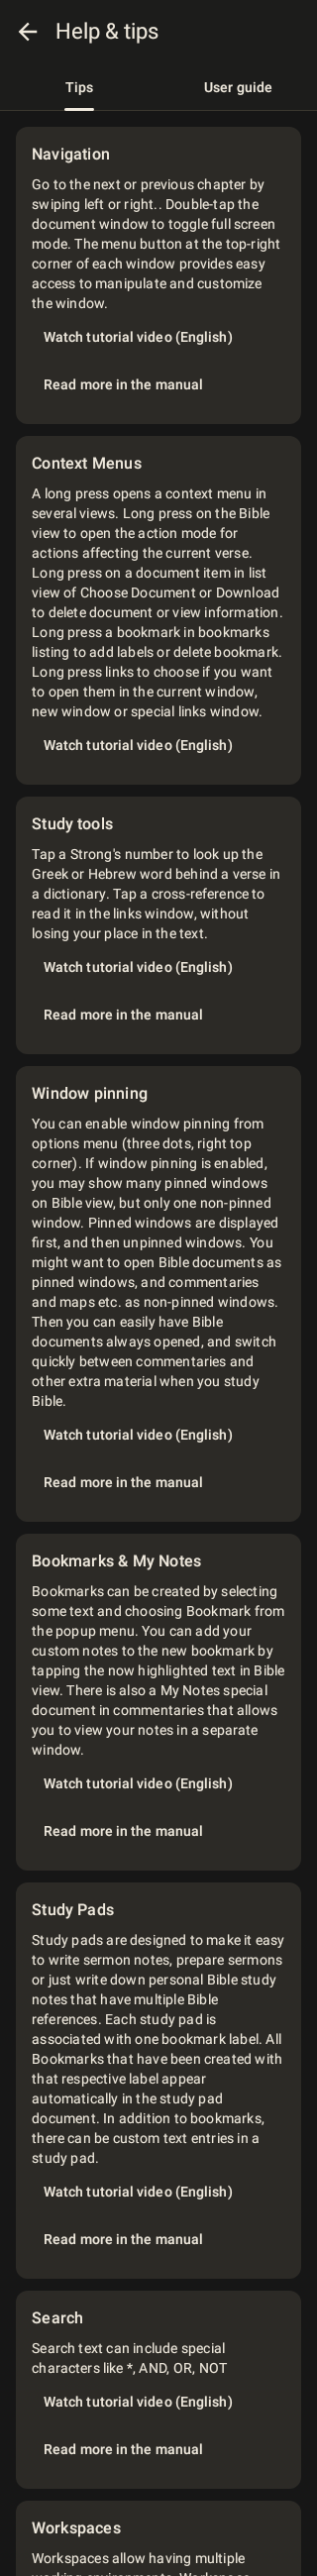 Help & tips
Tips
User guide
Navigation
Go to the next or previous chapter by
swiping left or right.. Double-tap the
document window to toggle full screen
mode. The menu button at the top-right
corner of each window provides easy
access to manipulate and customize
the window.
Watch tutorial video (English)
Read more in the manual
Context Menus
A long press opens a context menu in
several views. Long press on the Bible
view to open the action mode for
actions affecting the current verse.
Long press on a document item in list
view of Choose Document or Download
to delete document or view information.
Long press a bookmark in bookmarks
listing to add labels or delete bookmark.
Long press links to choose if you want
to open them in the current window,
new window or special links window.
Watch tutorial video (English)
Study tools
Tap a Strong's number to look up the
Greek or Hebrew word behind a verse in
a dictionary. Tap a cross-reference to
read it in the links window, without
losing your place in the text.
Watch tutorial video (English)
Read more in the manual
Window pinning
You can enable window pinning from
options menu (three dots, right top
corner). If window pinning is enabled,
you may show many pinned windows
on Bible view, but only one non-pinned
window. Pinned windows are displayed
first, and then unpinned windows. You
might want to open Bible documents as
pinned windows, and commentaries
and maps etc. as non-pinned windows.
Then you can easily have Bible
documents always opened, and switch
quickly between commentaries and
other extra material when you study
Bible.
Watch tutorial video (English)
Read more in the manual
Bookmarks & My Notes
Bookmarks can be created by selecting
some text and choosing Bookmark from
the popup menu. You can add your
custom notes to the new bookmark by
tapping the now highlighted text in Bible
view. There is also a My Notes special
document in commentaries that allows
you to view your notes in a separate
window.
Watch tutorial video (English)
Read more in the manual
Study Pads
Study pads are designed to make it easy
to write sermon notes, prepare sermons
or just write down personal Bible study
notes that have multiple Bible
references. Each study pad is
associated with one bookmark label. All
Bookmarks that have been created with
that respective label appear
automatically in the study pad
document. In addition to bookmarks,
there can be custom text entries in a
study pad.
Watch tutorial video (English)
Read more in the manual
Search
Search text can include special
characters like *, AND, OR, NOT
Watch tutorial video (English)
Read more in the manual
Workspaces
Workspaces allow having multiple